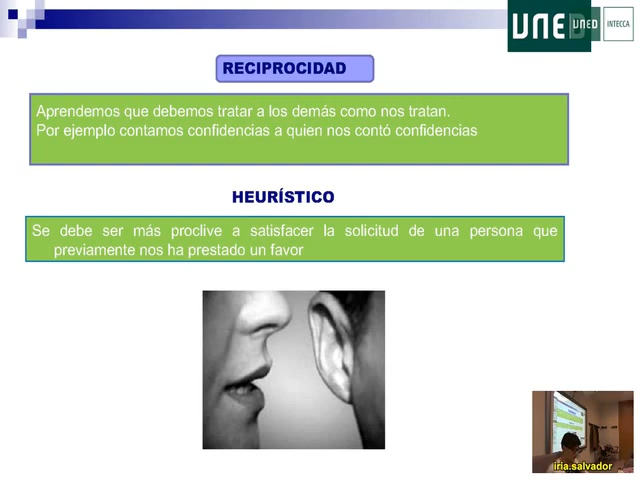 UNED
UNED
INTECCA
RECIPROCIDAD
Aprendemos que debemos tratar a los demás como nos tratan.
Por ejemplo contamos confidencias a quien nos contó confidencias
HEURÍSTICO
Se debe ser más proclive a satisfacer la solicitud de una persona que
previamente nos ha prestado un favor
iria.salvador